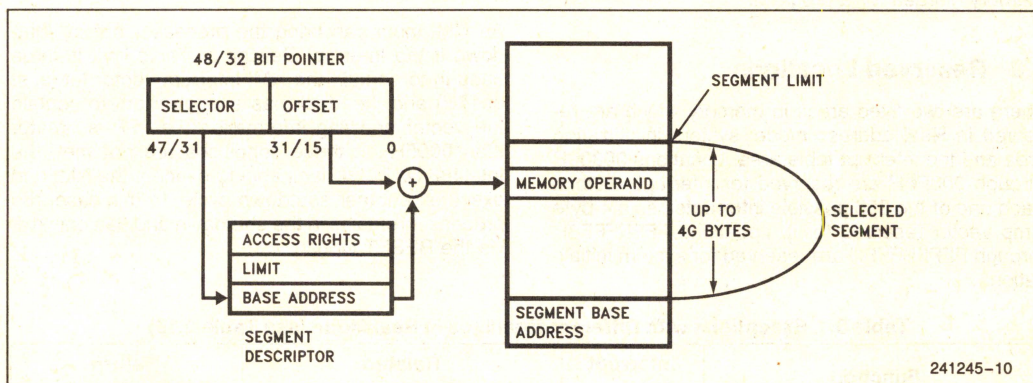 48/32 BIT POINTER
SELECTOR
OFFSET
47/31
31/15
0
+
ACCESS RIGHTS
LIMIT
BASE ADDRESS
SEGMENT
DESCRIPTOR
SEGMENT LIMIT
MEMORY OPERAND
UP TO
4G BYTES
SELECTED
SEGMENT
SEGMENT BASE
ADDRESS
241245-10